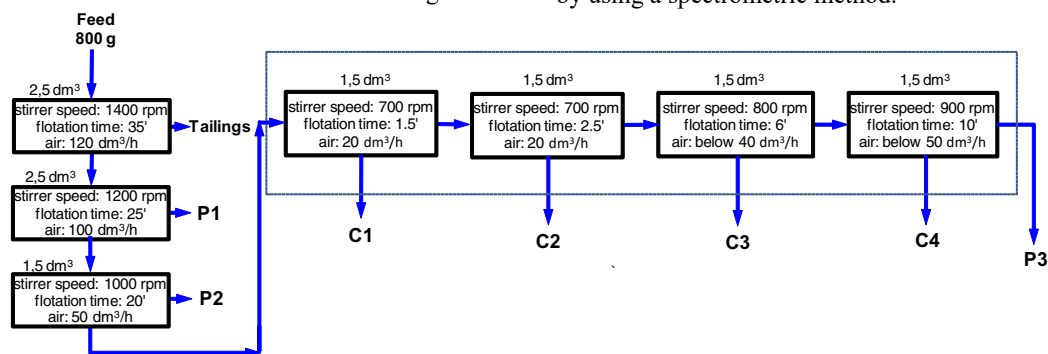 by using a spectrometric method.
Feed
800 g
2,5 dm³
stirrer speed: 1400 rpm
flotation time: 35'
air: 120 dm³/h
Tailings
2,5 dm³
stirrer speed: 1200 rpm
flotation time: 25'
air: 100 dm³/h
P1
1,5 dm³
stirrer speed: 1000 rpm
flotation time: 20'
air: 50 dm³/h
P2
1,5 dm³
stirrer speed: 700 rpm
flotation time: 1.5'
air: 20 dm³/h
C1
1,5 dm³
stirrer speed: 700 rpm
flotation time: 2.5'
air: 20 dm³/h
C2
1,5 dm³
stirrer speed: 800 rpm
flotation time: 6'
air: below 40 dm³/h
C3
1,5 dm³
stirrer speed: 900 rpm
flotation time: 10'
air: below 50 dm³/h
C4
P3